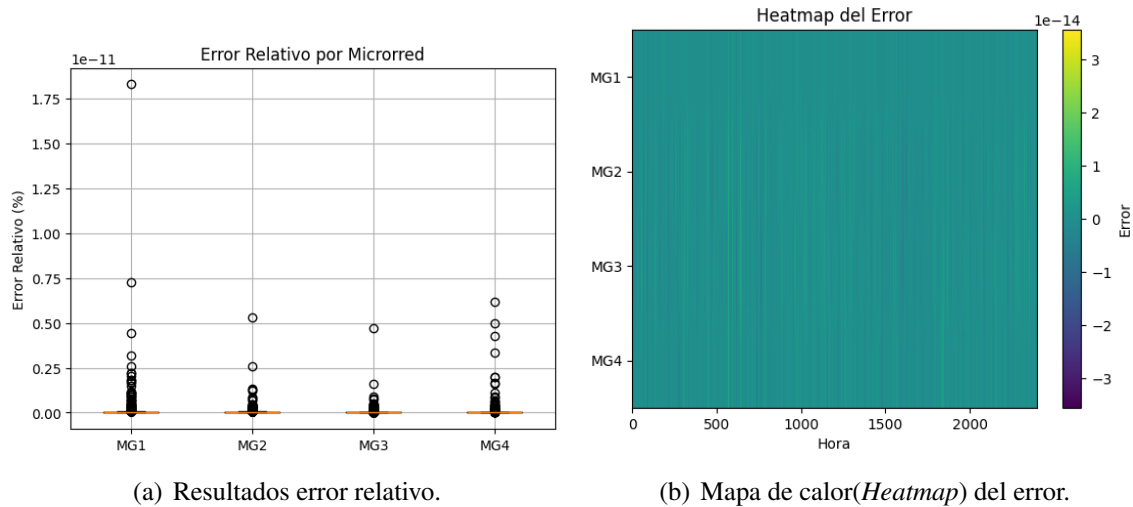 Error Relativo por Microrred
1e−11
Error Relativo (%)
1.75
1.50
1.25
1.00
0.75
0.50
0.25
0.00
MG1 MG2 MG3 MG4
(a) Resultados error relativo.
Heatmap del Error
1e−14
MG1
MG2
MG3
MG4
0 500 1000 1500 2000
Hora
3
2
1
0
−1
−2
−3
Error
(b) Mapa de calor(Heatmap) del error.